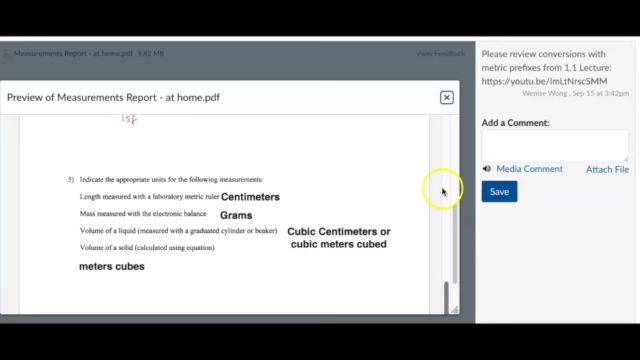 Measurements Report - at home.pdf 9.82 MB
View Feedback
Please review conversions with
metric prefixes from 1.1 Lecture:
https://youtu.be/lmLtNrscSMM
Wenise Wong , Sep 15 at 3:42pm
Preview of Measurements Report - at home.pdf
1sf
5) Indicate the appropriate units for the following measurements:
Length measured with a laboratory metric ruler Centimeters
Mass measured with the electronic balance Grams
Volume of a liquid (measured with a graduated cylinder or beaker) Cubic Centimeters or
cubic meters cubed
Volume of a solid (calculated using equation)
meters cubes
Add a Comment:
Media Comment
Attach File
Save